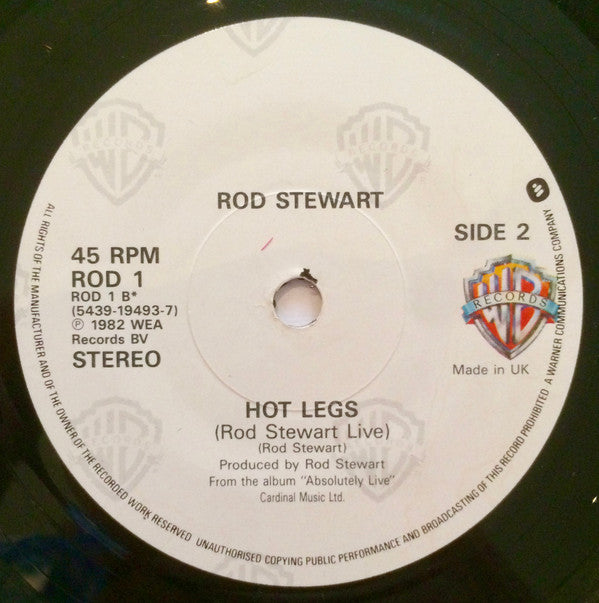 ROD STEWART
45 RPM
ROD 1
ROD 1 B*
(5439-19493-7)
℗ 1982 WEA
Records BV
STEREO
SIDE 2
WB
RECORDS
Made in UK
HOT LEGS
(Rod Stewart Live)
(Rod Stewart)
Produced by Rod Stewart
From the album "Absolutely Live"
Cardinal Music Ltd.
ALL RIGHTS OF THE MANUFACTURER AND OF THE OWNER OF THE RECORDED WORK RESERVED UNAUTHORISED COPYING PUBLIC PERFORMANCE AND BROADCASTING OF THIS RECORD PROHIBITED A WARNER COMMUNICATIONS COMPANY